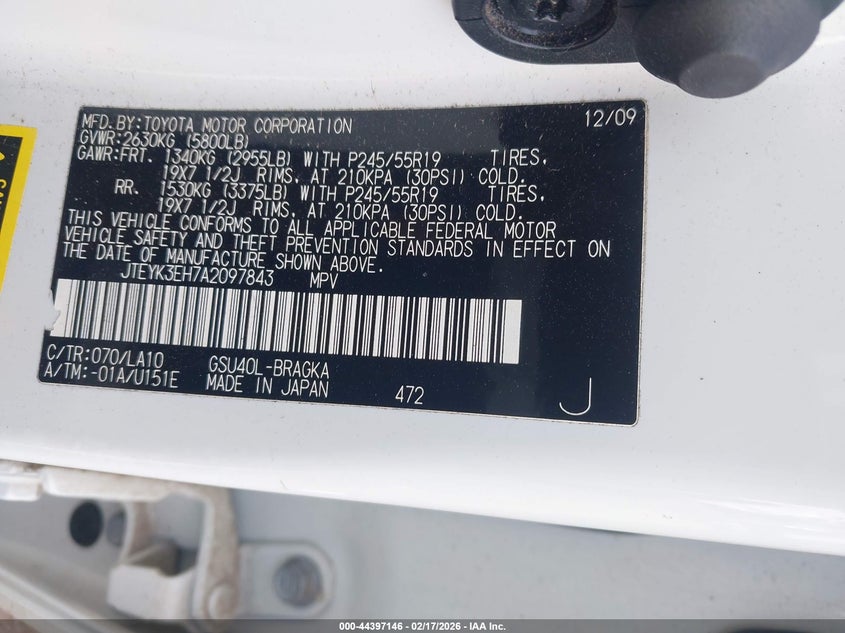 MFD.BY:TOYOTA MOTOR CORPORATION 12/09
GVWR:2630KG (5800LB)
GAWR:FRT. 1340KG (2955LB) WITH P245/55R19 TIRES,
19X7 1/2J RIMS, AT 210KPA (30PSI) COLD.
RR. 1530KG (3375LB) WITH P245/55R19 TIRES,
19X7 1/2J RIMS, AT 210KPA (30PSI) COLD.
THIS VEHICLE CONFORMS TO ALL APPLICABLE FEDERAL MOTOR
VEHICLE SAFETY AND THEFT PREVENTION STANDARDS IN EFFECT ON
THE DATE OF MANUFACTURE SHOWN ABOVE.
JTEYK3EH7A2097843 MPV
C/TR:070/LA10 GSU40L-BRAGKA
A/TM:-01A/U151E MADE IN JAPAN 472 J
000-44397146 - 02/17/2026 - IAA Inc.